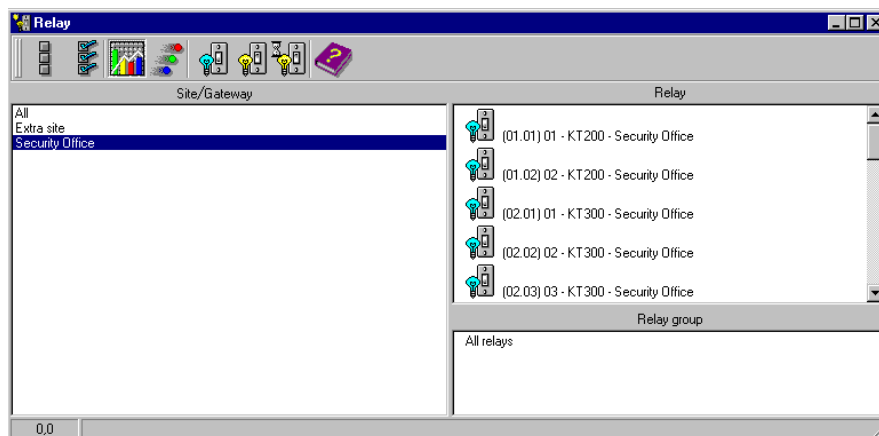 Relay
Site/Gateway
All
Extra site
Security Office
Relay
(01.01) 01 - KT200 - Security Office
(01.02) 02 - KT200 - Security Office
(02.01) 01 - KT300 - Security Office
(02.02) 02 - KT300 - Security Office
(02.03) 03 - KT300 - Security Office
Relay group
All relays
0,0